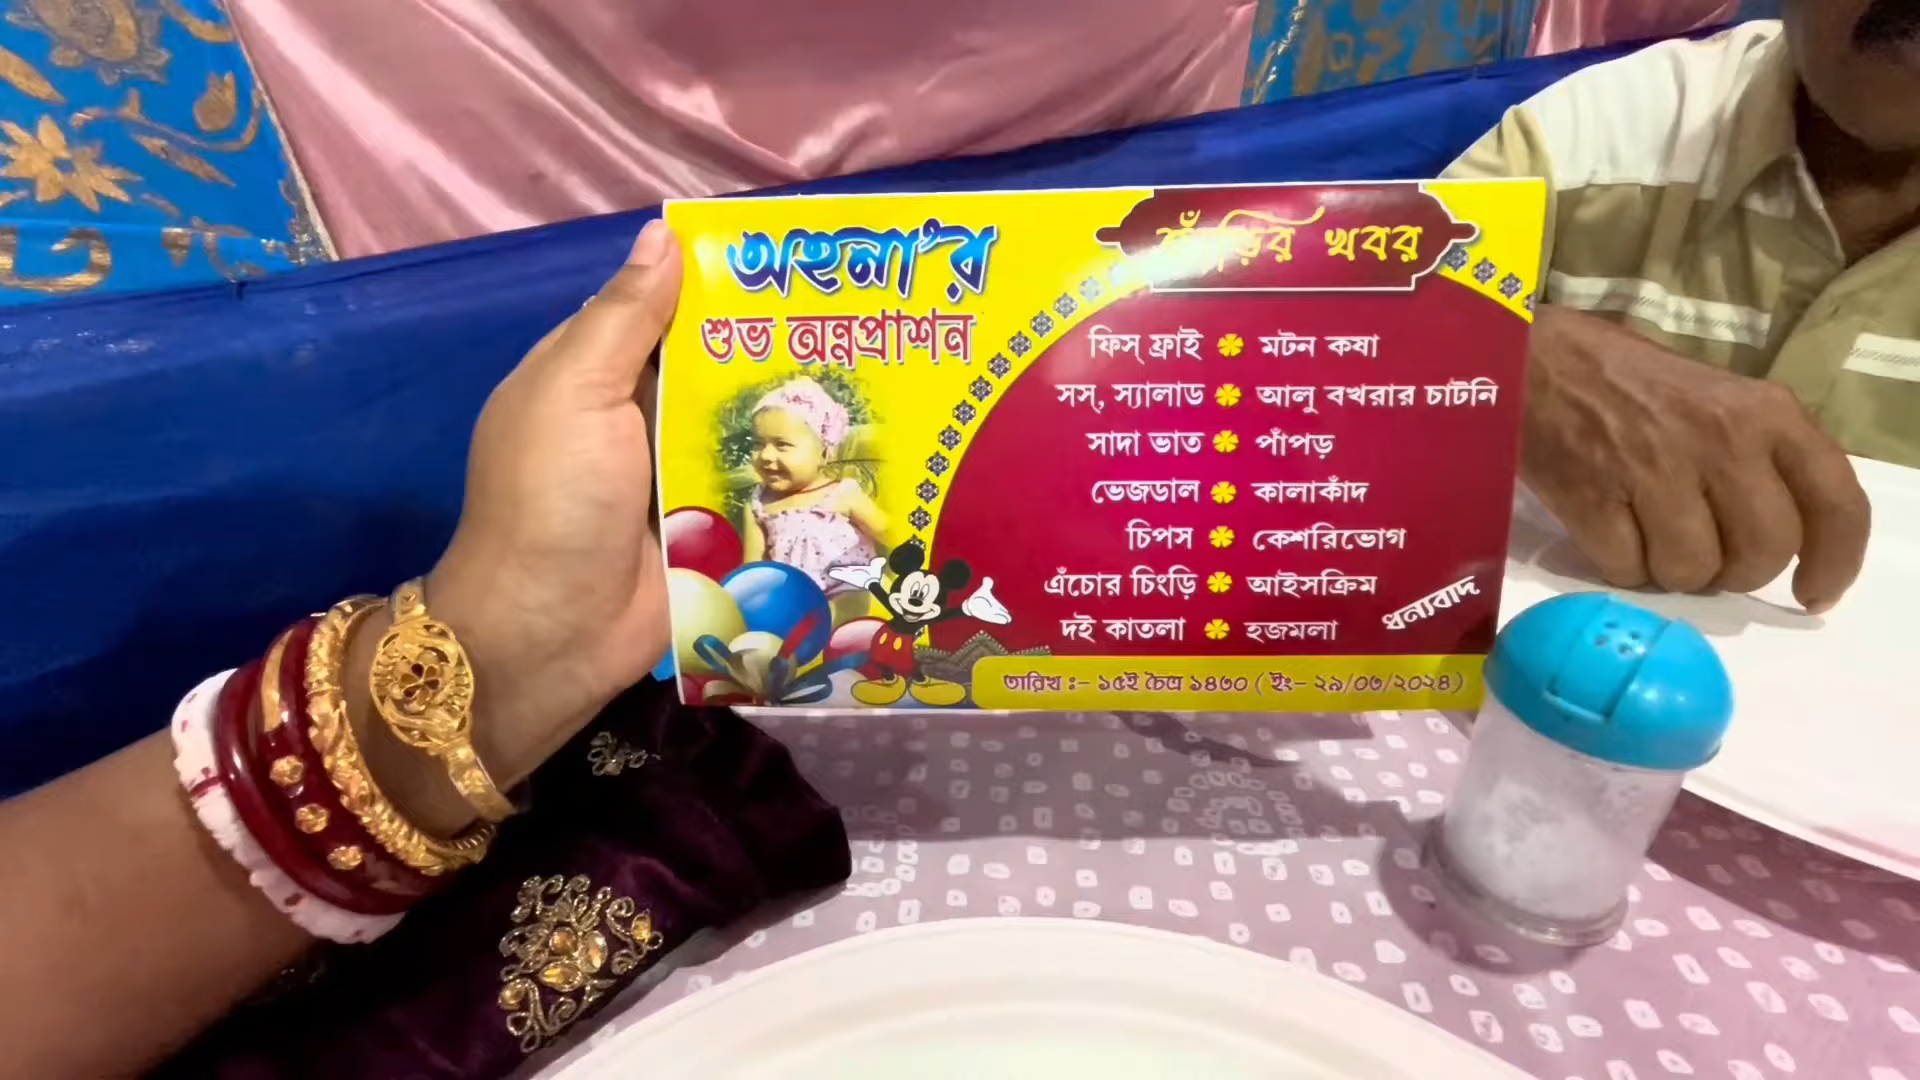 অহনা'র
শুভ অন্নপ্রাশন
হাঁড়ির খবর
ফিস্ ফ্রাই
মটন কষা
সস্, স্যালাড
আলু বখরার চাটনি
সাদা ভাত
পাঁপড়
ভেজডাল
কালাকাঁদ
চিপস
কেশরিভোগ
এঁচোর চিংড়ি
আইসক্রিম
দই কাতলা
হজমলা
ধন্যবাদ
তারিখ ঃ- ১৫ই চৈত্র ১৪৩০ ( ইং- ২৯/০৩/২০২৪)